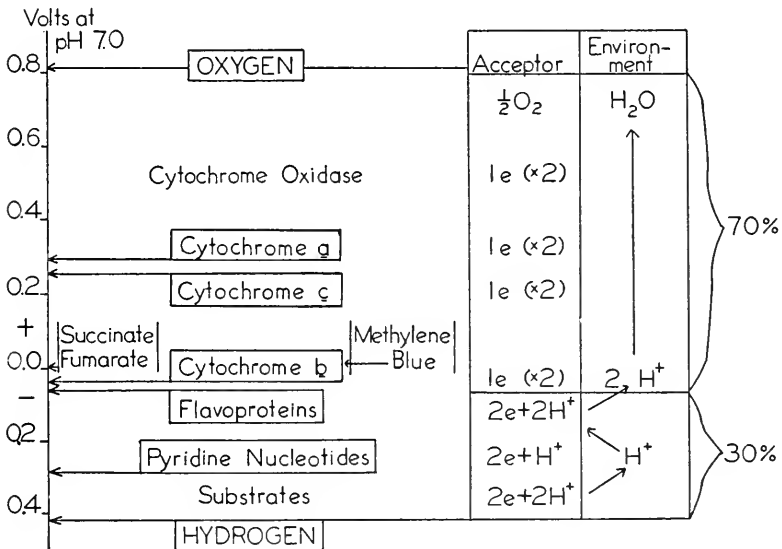 Volts at
pH 7.0
Environ-
ment
Acceptor
0.8
OXYGEN
½O₂
H₂O
0.6
Cytochrome Oxidase
1e (×2)
0.4
70%
Cytochrome a
1e (×2)
Cytochrome c
1e (×2)
0.2
+
Succinate
Fumarate
Methylene
Blue
0.0
Cytochrome b
1e (×2)
2 H⁺
−
Flavoproteins
2e+2H⁺
0.2
Pyridine Nucleotides
2e+H⁺
H⁺
30%
Substrates
2e+2H⁺
0.4
HYDROGEN